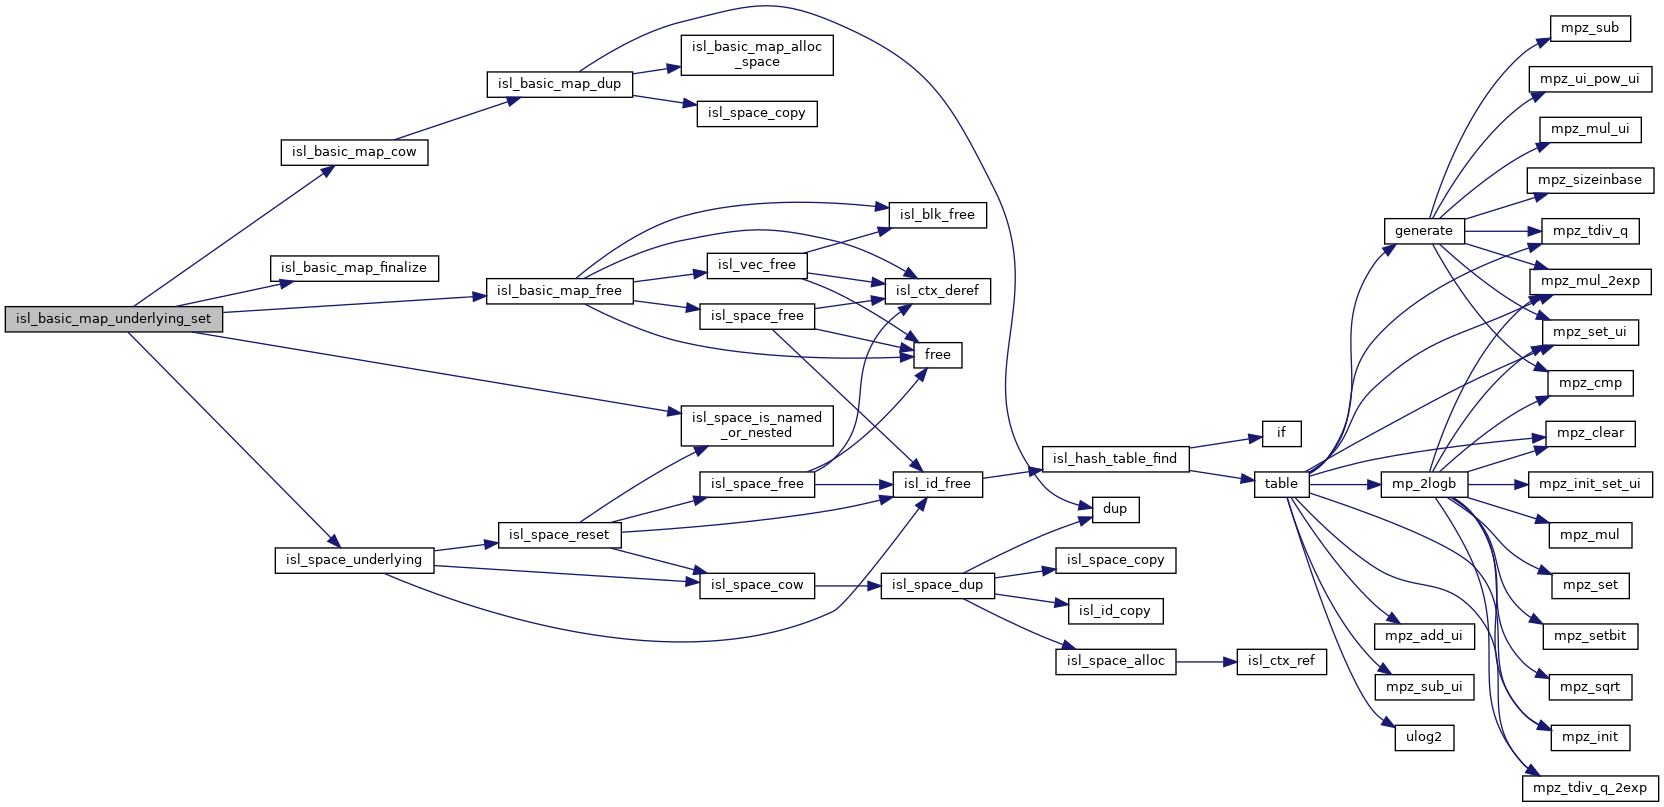 mpz_sub
isl_basic_map_alloc
_space
mpz_ui_pow_ui
isl_basic_map_dup
isl_space_copy
mpz_mul_ui
isl_basic_map_cow
mpz_sizeinbase
isl_blk_free
generate
mpz_tdiv_q
isl_basic_map_finalize
isl_vec_free
mpz_mul_2exp
isl_basic_map_free
isl_ctx_deref
isl_basic_map_underlying_set
isl_space_free
mpz_set_ui
free
mpz_cmp
isl_space_is_named
_or_nested
if
mpz_clear
isl_hash_table_find
isl_space_free
isl_id_free
table
mp_2logb
mpz_init_set_ui
dup
isl_space_reset
mpz_mul
isl_space_underlying
isl_space_copy
isl_space_cow
isl_space_dup
mpz_set
isl_id_copy
mpz_add_ui
mpz_setbit
isl_space_alloc
isl_ctx_ref
mpz_sub_ui
mpz_sqrt
ulog2
mpz_init
mpz_tdiv_q_2exp